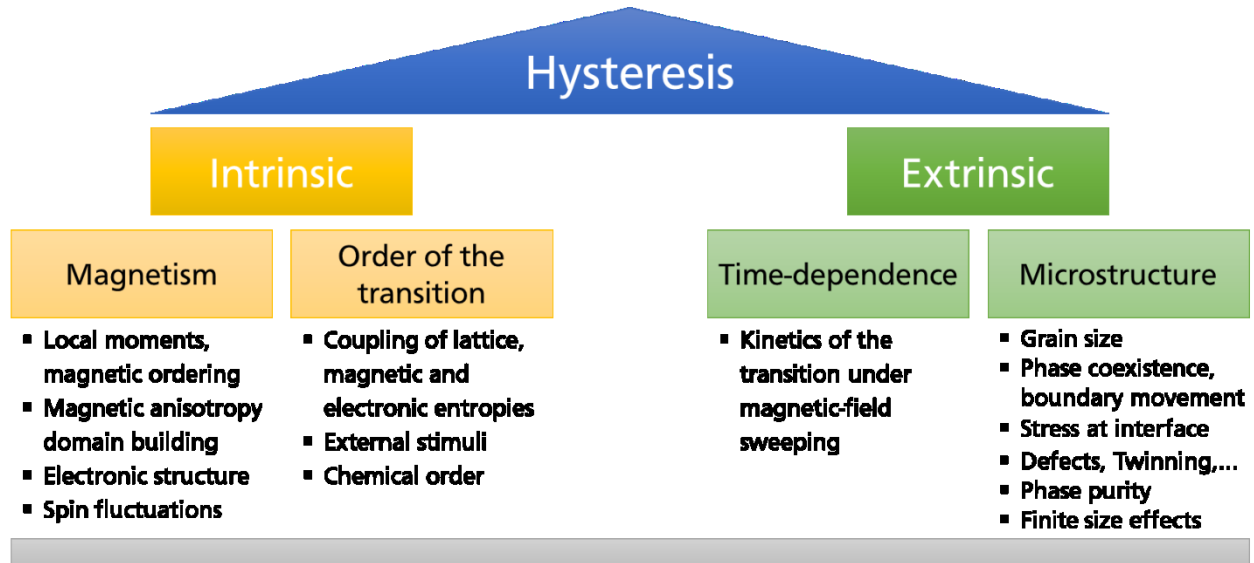 Hysteresis
Intrinsic
Extrinsic
Magnetism
Order of the
transition
Time-dependence
Microstructure
▪ Local moments,
magnetic ordering
▪ Magnetic anisotropy
domain building
▪ Electronic structure
▪ Spin fluctuations
▪ Coupling of lattice,
magnetic and
electronic entropies
▪ External stimuli
▪ Chemical order
▪ Kinetics of the
transition under
magnetic-field
sweeping
▪ Grain size
▪ Phase coexistence,
boundary movement
▪ Stress at interface
▪ Defects, Twinning,...
▪ Phase purity
▪ Finite size effects